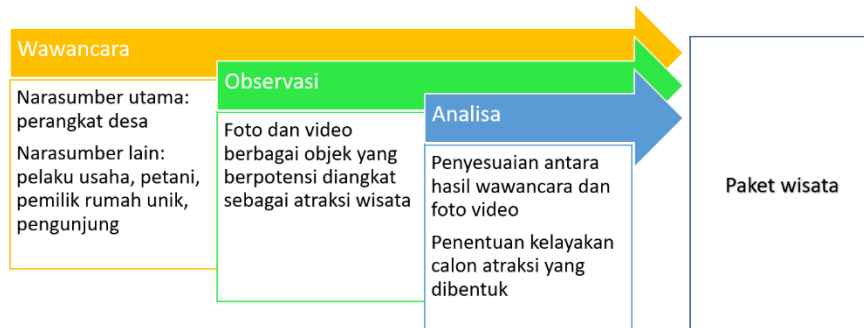 Wawancara
Narasumber utama:
perangkat desa
Narasumber lain:
pelaku usaha, petani,
pemilik rumah unik,
pengunjung
Observasi
Foto dan video
berbagai objek yang
berpotensi diangkat
sebagai atraksi wisata
Analisa
Penyesuaian antara
hasil wawancara dan
foto video
Penentuan kelayakan
calon atraksi yang
dibentuk
Paket wisata